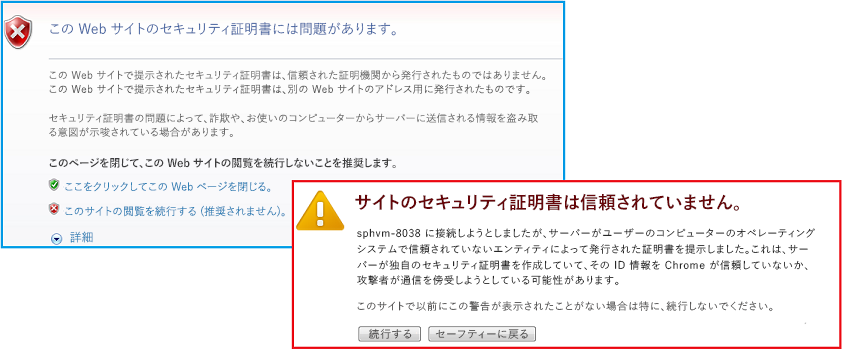 この Web サイトのセキュリティ証明書には問題があります。
この Web サイトで提示されたセキュリティ証明書は、信頼された証明機関から発行されたものではありません。
この Web サイトで提示されたセキュリティ証明書は、別の Web サイトのアドレス用に発行されたものです。
セキュリティ証明書の問題によって、詐欺や、お使いのコンピューターからサーバーに送信される情報を盗み取
る意図が示唆されている場合があります。
このページを閉じて、この Web サイトの閲覧を続行しないことを推奨します。
ここをクリックしてこの Web ページを閉じる。
このサイトの閲覧を続行する (推奨されません)。
詳細
サイトのセキュリティ証明書は信頼されていません。
sphvm-8038 に接続しようとしましたが、サーバーがユーザーのコンピューターのオペレーティング
システムで信頼されていないエンティティによって発行された証明書を提示しました。これは、サー
バーが独自のセキュリティ証明書を作成していて、その ID 情報を Chrome が信頼していないか、
攻撃者が通信を傍受しようとしている可能性があります。
このサイトで以前にこの警告が表示されたことがない場合は特に、続行しないでください。
続行する
セーフティーに戻る